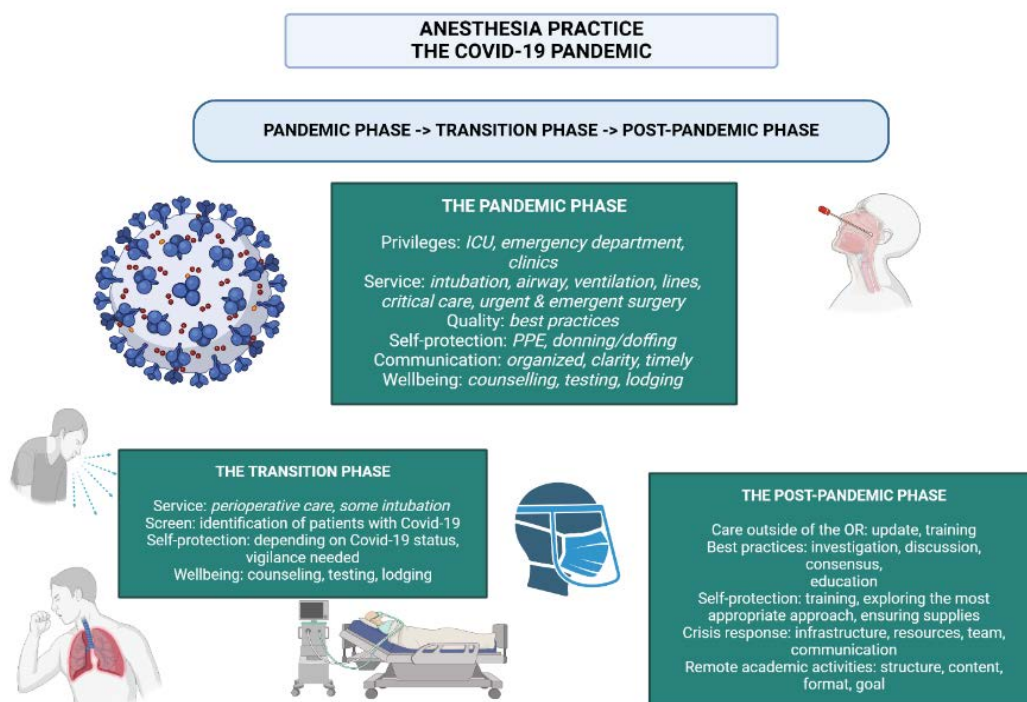 ANESTHESIA PRACTICE
THE COVID-19 PANDEMIC
PANDEMIC PHASE -> TRANSITION PHASE -> POST-PANDEMIC PHASE
THE PANDEMIC PHASE
Privileges: ICU, emergency department,
clinics
Service: intubation, airway, ventilation, lines,
critical care, urgent & emergent surgery
Quality: best practices
Self-protection: PPE, donning/doffing
Communication: organized, clarity, timely
Wellbeing: counselling, testing, lodging
THE TRANSITION PHASE
Service: perioperative care, some intubation
Screen: identification of patients with Covid-19
Self-protection: depending on Covid-19 status,
vigilance needed
Wellbeing: counseling, testing, lodging
THE POST-PANDEMIC PHASE
Care outside of the OR: update, training
Best practices: investigation, discussion,
consensus,
education
Self-protection: training, exploring the most
appropriate approach, ensuring supplies
Crisis response: infrastructure, resources, team,
communication
Remote academic activities: structure, content,
format, goal